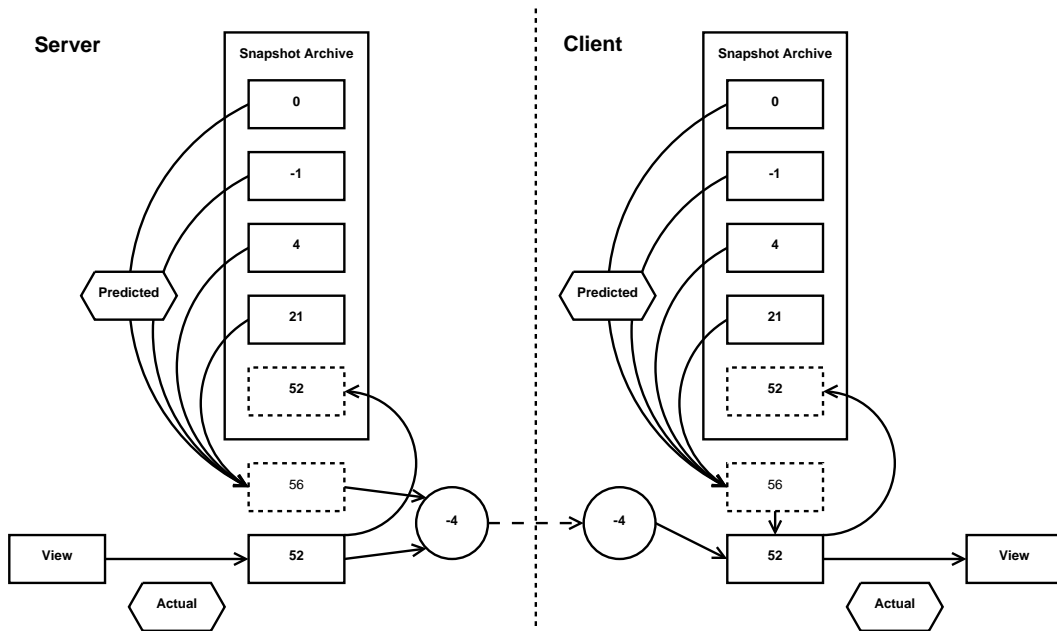 Server
Snapshot Archive
0
-1
4
Predicted
21
52
56
-4
View
52
Actual
Client
Snapshot Archive
0
-1
4
Predicted
21
52
56
-4
52
View
Actual